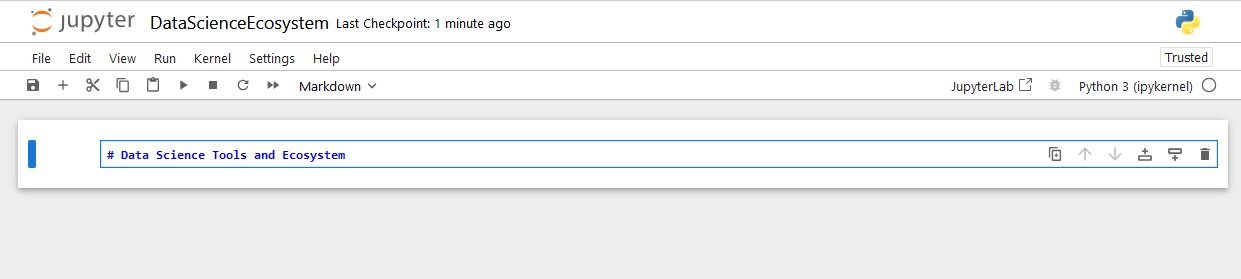 jupyter DataScienceEcosystem Last Checkpoint: 1 minute ago
File Edit View Run Kernel Settings Help Trusted
Markdown JupyterLab Python 3 (ipykernel)
# Data Science Tools and Ecosystem